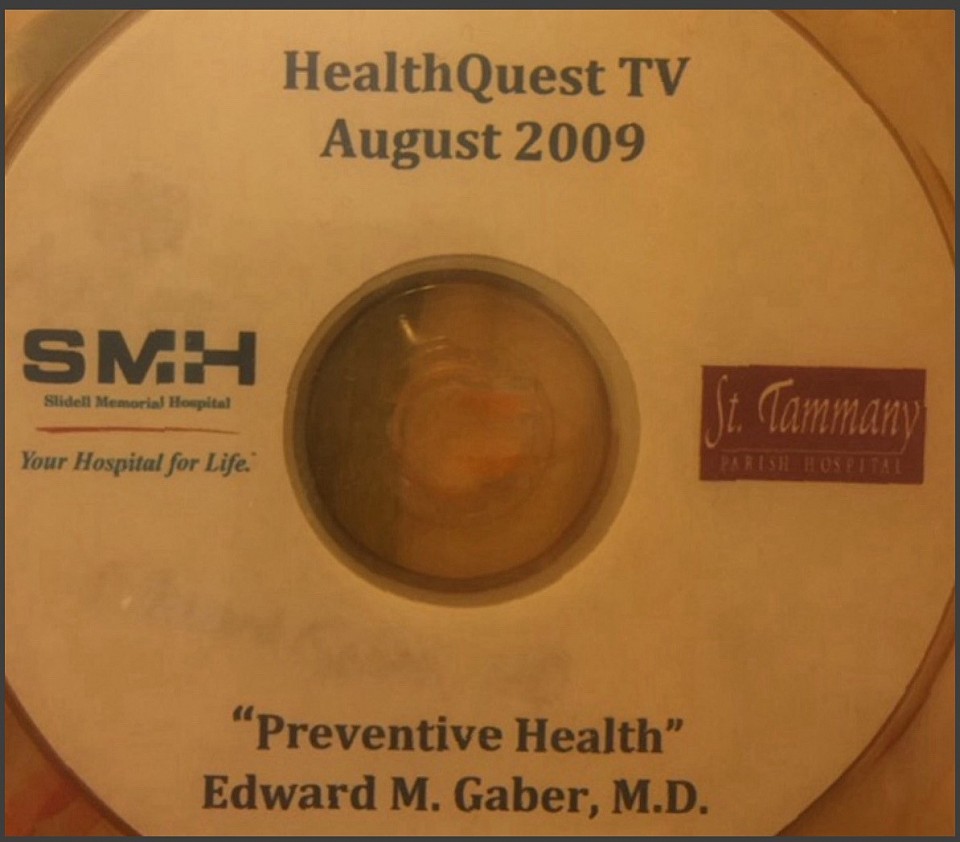 HealthQuest TV
August 2009
SMH
Slidell Memorial Hospital
Your Hospital for Life.™
St. Tammany
PARISH HOSPITAL
“Preventive Health”
Edward M. Gaber, M.D.